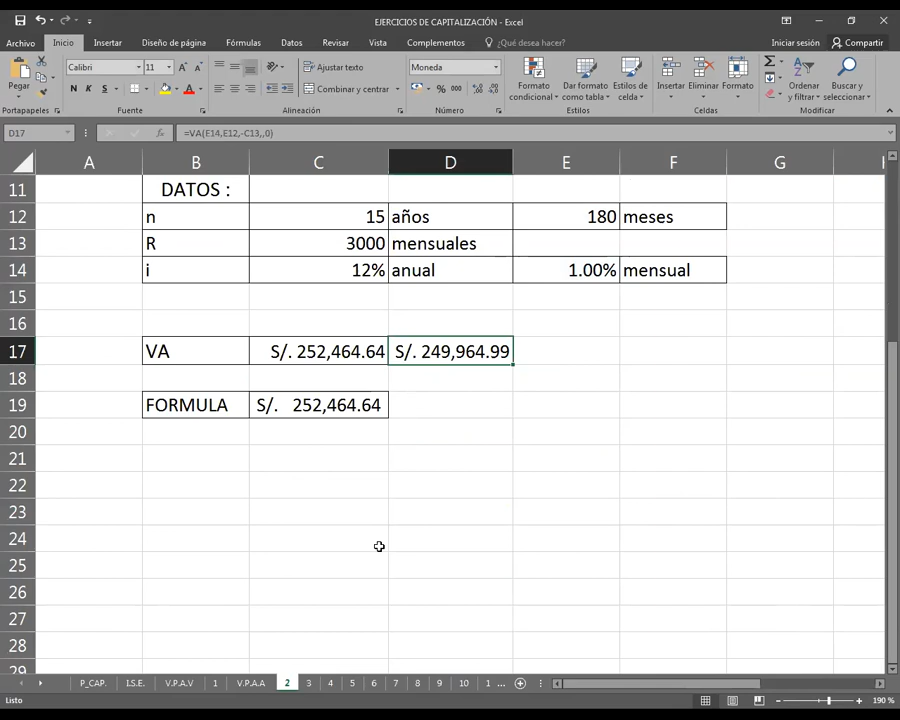 EJERCICIOS DE CAPITALIZACIÓN - Excel
Archivo Inicio Insertar Diseño de página Fórmulas Datos Revisar Vista Complementos ¿Qué desea hacer? Iniciar sesión Compartir
Pegar
Calibri 11
N K S
Ajustar texto
Combinar y centrar
Moneda
% 000
Formato condicional
Dar formato como tabla
Estilos de celda
Insertar
Eliminar
Formato
Ordenar y filtrar
Buscar y seleccionar
Portapapeles Fuente Alineación Número Estilos Celdas Modificar
D17 fx =VA(E14,E12,-C13,,0)
A B C D E F G
11 DATOS :
12 n 15 años 180 meses
13 R 3000 mensuales
14 i 12% anual 1.00% mensual
15
16
17 VA S/. 252,464.64 S/. 249,964.99
18
19 FORMULA S/. 252,464.64
20
21
22
23
24
25
26
27
28
29
P_CAP. I.S.E. V.P.A.V 1 V.P.A.A 2 3 4 5 6 7 8 9 10 1 ...
Listo 190 %